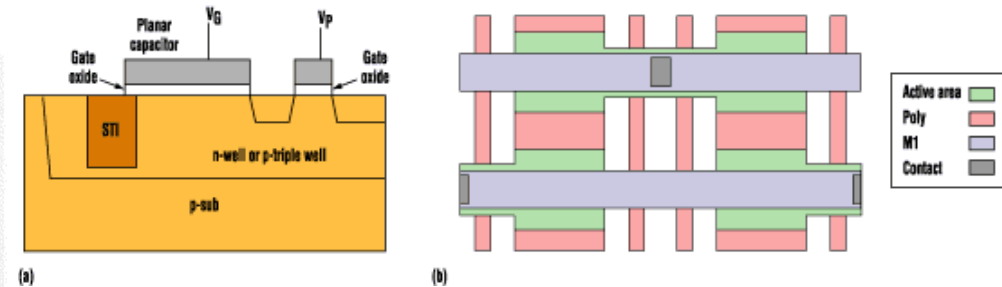 Planar
capacitor
VG
VP
Gate
oxide
Gate
oxide
STI
n-well or p-triple well
p-sub
(a)
Active area
Poly
M1
Contact
(b)